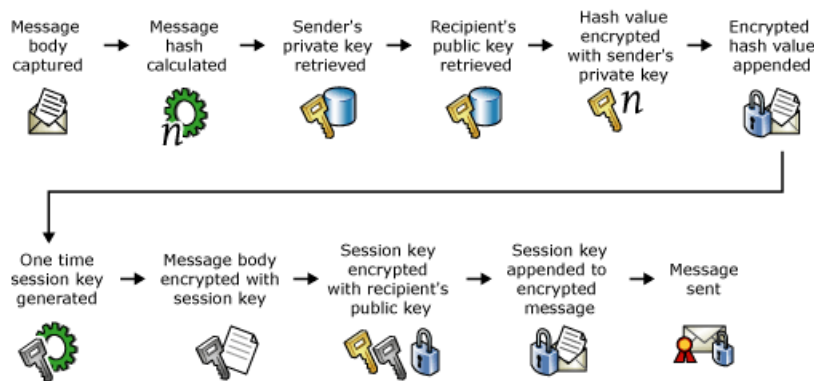 Message
body
captured
Message
hash
calculated
Sender's
private key
retrieved
Recipient's
public key
retrieved
Hash value
encrypted
with sender's
private key
Encrypted
hash value
appended
n
n
One time
session key
generated
Message body
encrypted with
session key
Session key
encrypted
with recipient's
public key
Session key
appended to
encrypted
message
Message
sent